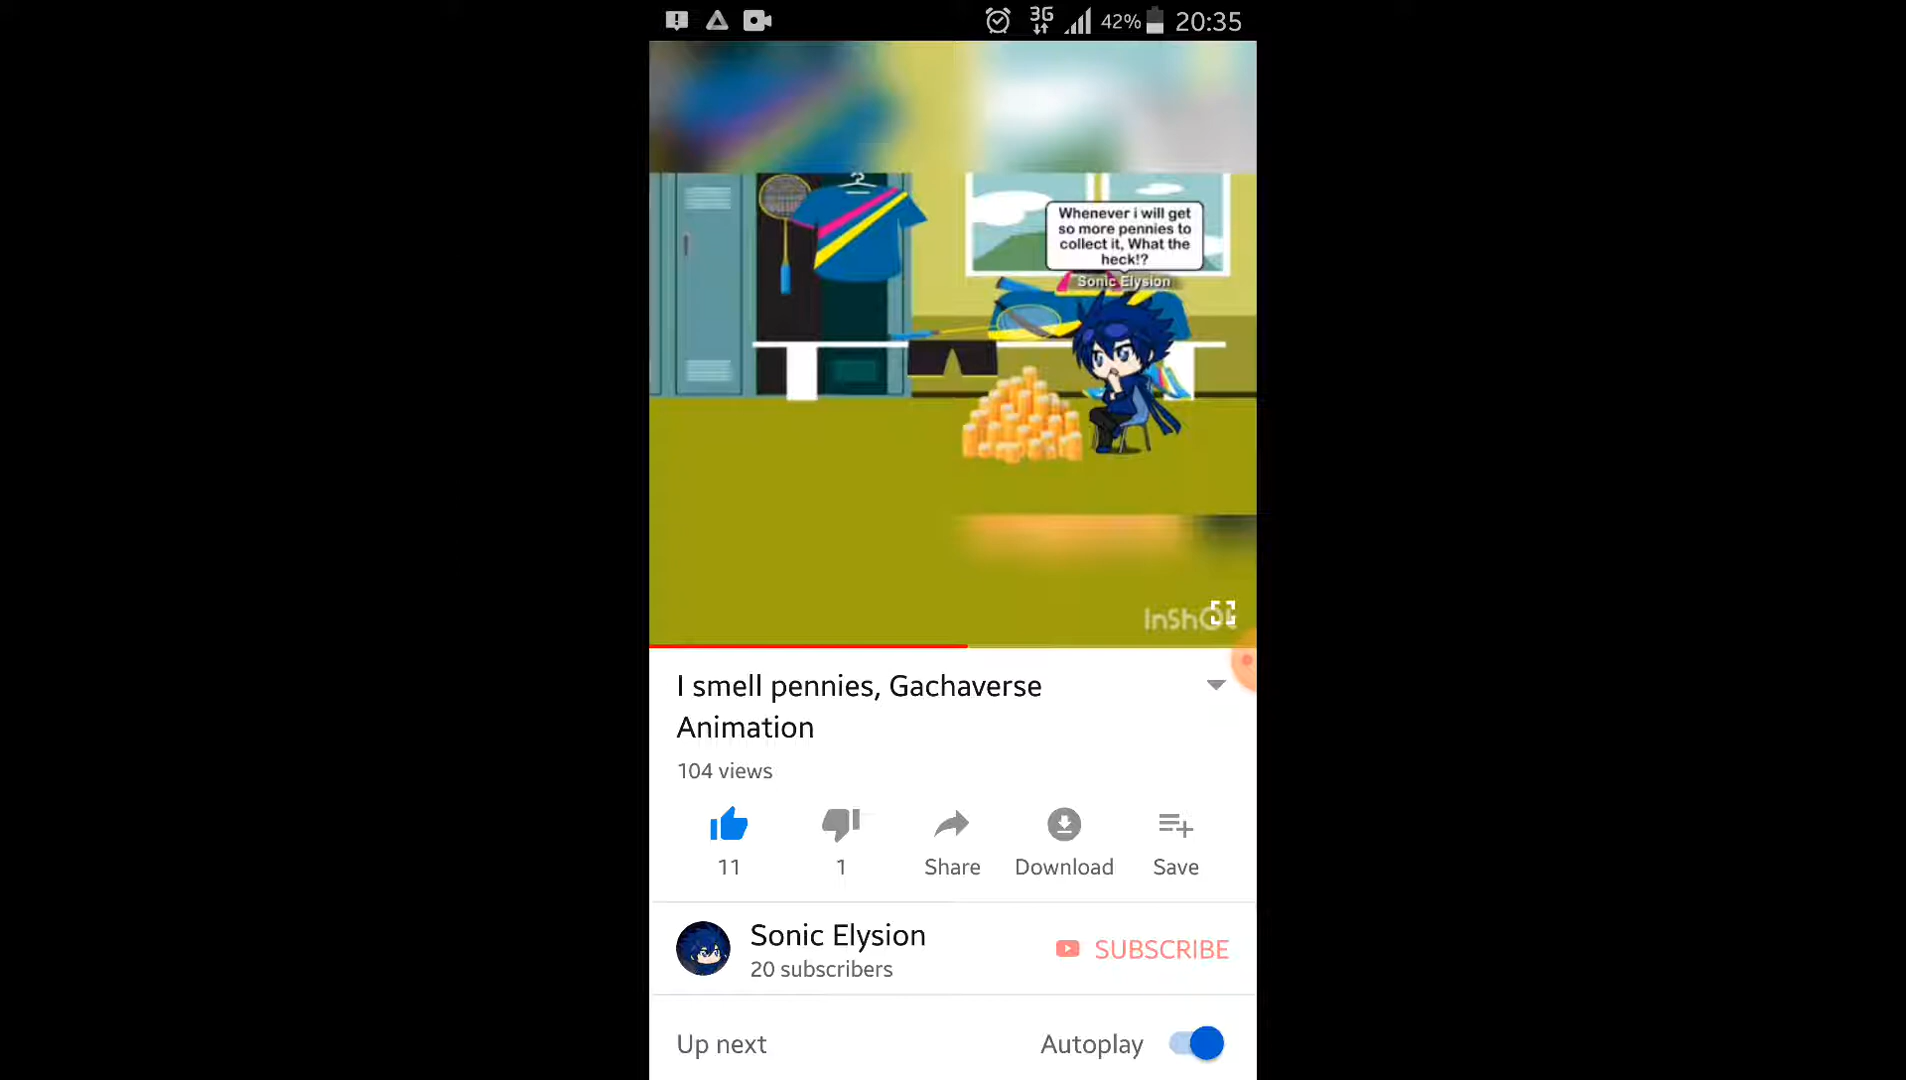 3G 42% 20:35
Whenever i will get
so more pennies to
collect it, What the
heck!?
Sonic Elysion
InShOt
I smell pennies, Gachaverse
Animation
104 views
11 1 Share Download Save
Sonic Elysion
20 subscribers
SUBSCRIBE
Up next Autoplay